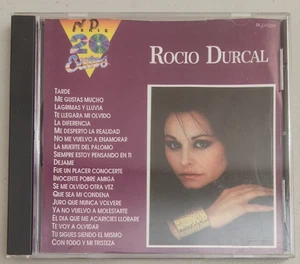 SERIE
20
Exitos
ROCIO DURCAL
TARDE
ME GUSTAS MUCHO
LAGRIMAS Y LLUVIA
TE LLEGARA MI OLVIDO
LA DIFERENCIA
ME DESPERTO LA REALIDAD
NO ME VUELVO A ENAMORAR
LA MUERTE DEL PALOMO
SIEMPRE ESTOY PENSANDO EN TI
DEJAME
FUE UN PLACER CONOCERTE
INOCENTE POBRE AMIGA
SE ME OLVIDO OTRA VEZ
QUE SEA MI CONDENA
JURO QUE NUNCA VOLVERE
YA NO VUELVO A MOLESTARTE
EL DIA QUE ME ACARICIES LLORARE
TE VOY A OLVIDAR
TU SIGUES SIENDO EL MISMO
CON TODO Y MI TRISTEZA